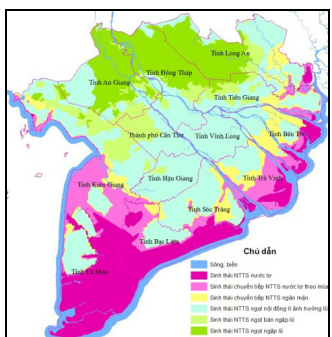 Tỉnh Long An
Tỉnh Đồng Tháp
Tỉnh An Giang
Tỉnh Tiền Giang
Thành phố Cần Thơ
Tỉnh Vĩnh Long
Tỉnh Bến Tre
Tỉnh Trà Vinh
Tỉnh Kiên Giang
Tỉnh Hậu Giang
Tỉnh Sóc Trăng
Tỉnh Bạc Liêu
Tỉnh Cà Mau
Chú dẫn
Sông, biển
Sinh thái NTTS nước lợ
Sinh thái chuyển tiếp NTTS nước lợ theo mùa
Sinh thái chuyển tiếp NTTS ngăn mặn
Sinh thái NTTS ngọt nội đồng ít ảnh hưởng lũ
Sinh thái NTTS ngọt bán ngập lũ
Sinh thái NTTS ngọt ngập lũ